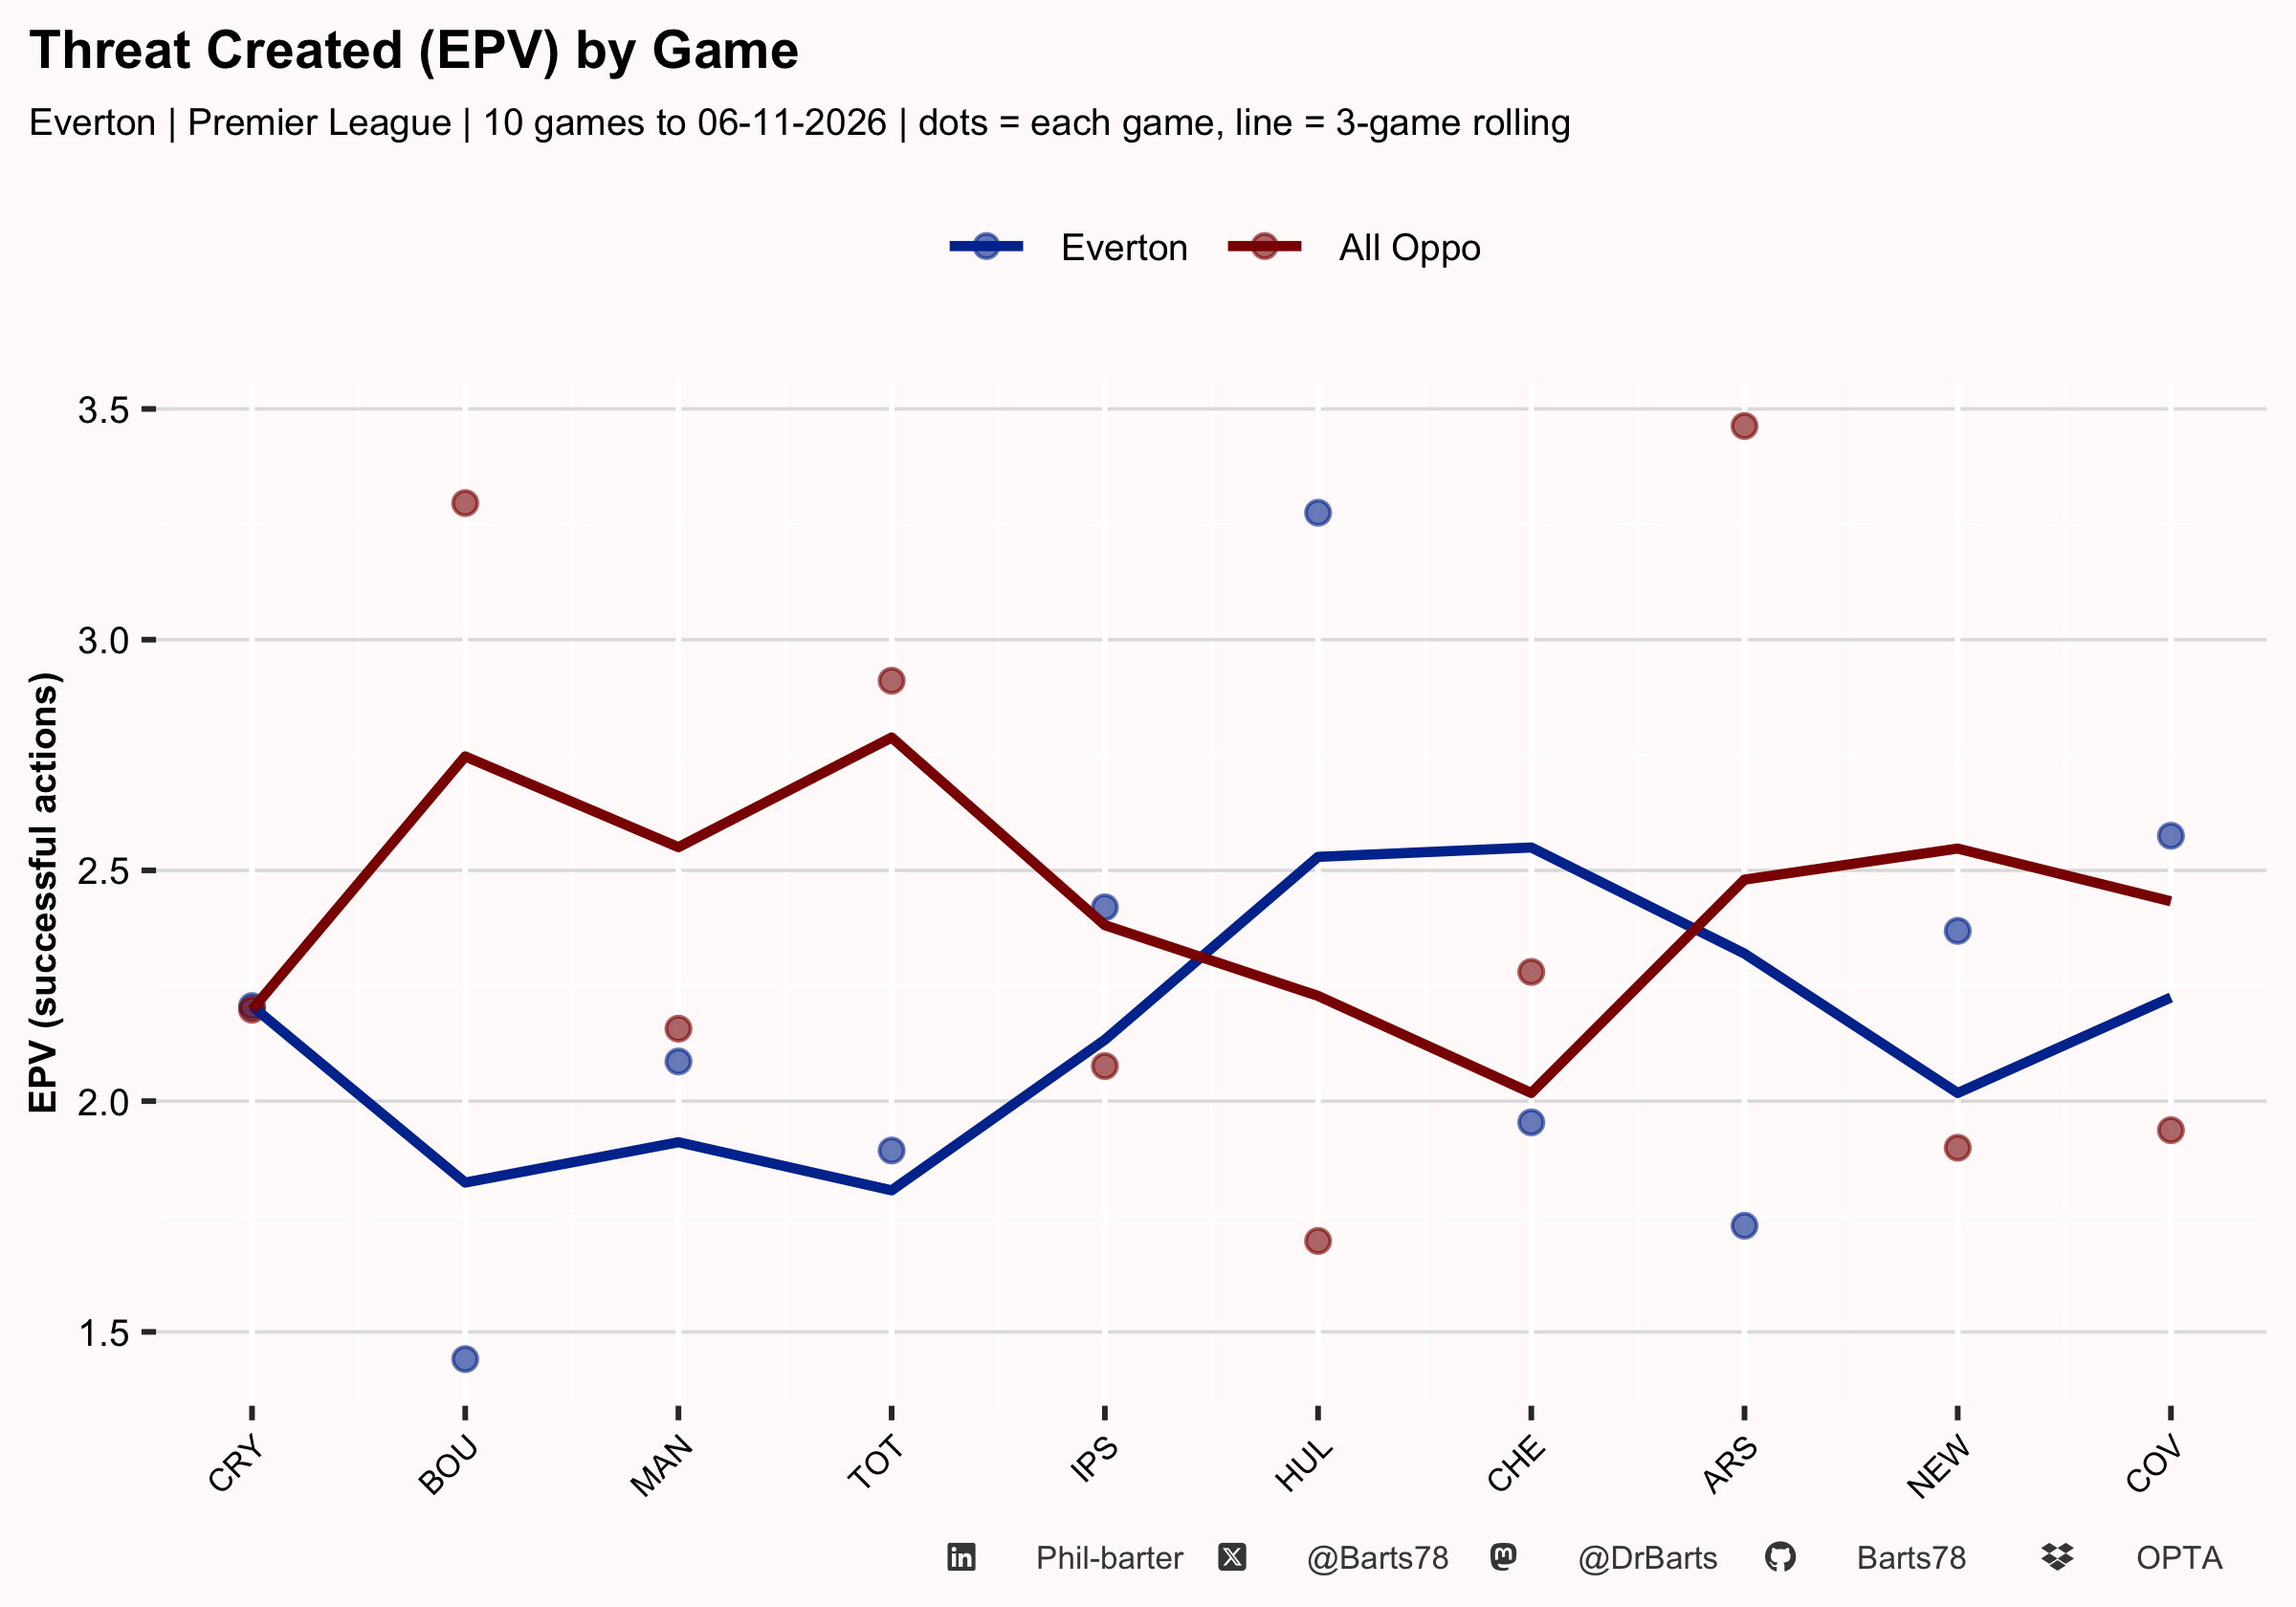 Threat Created (EPV) by Game
Everton | Premier League | 10 games to 06-11-2026 | dots = each game, line = 3-game rolling
Everton All Oppo
3.5
3.0
2.5
2.0
1.5
EPV (successful actions)
CRY BOU MAN TOT IPS HUL CHE ARS NEW COV
Phil-barter @Barts78 @DrBarts Barts78 OPTA